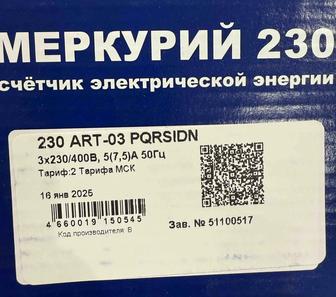 МЕРКУРИЙ 230
счётчик электрической энергии
230 ART-03 PQRSIDN
3x230/400В, 5(7,5)А 50Гц
Тариф:2 Тарифа МСК
16 янв 2025
4 660019 150545
Код производителя: В
Зав. № 51100517